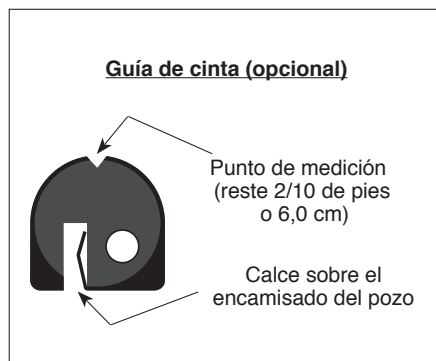 Guía de cinta (opcional)
Punto de medición
(reste 2/10 de pies
o 6,0 cm)
Calce sobre el
encamisado del pozo